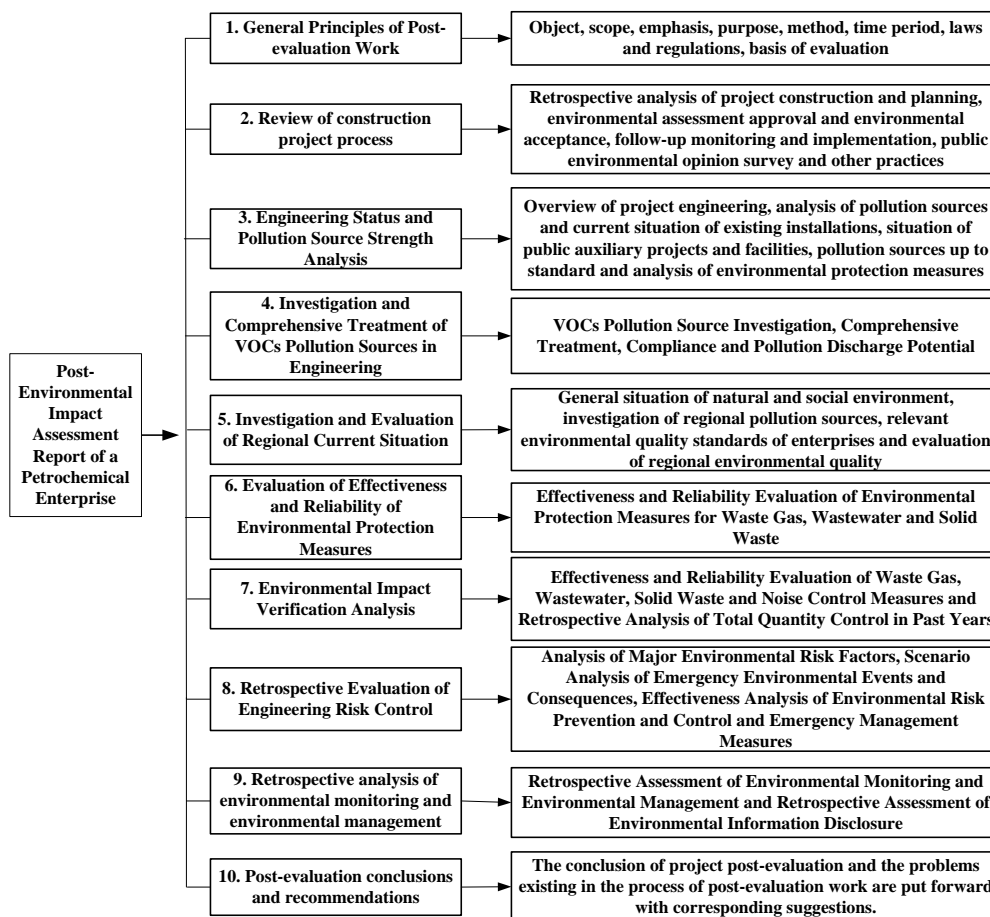 Post-
Environmental
Impact
Assessment
Report of a
Petrochemical
Enterprise
1. General Principles of Post-
evaluation Work
Object, scope, emphasis, purpose, method, time period, laws
and regulations, basis of evaluation
2. Review of construction
project process
Retrospective analysis of project construction and planning,
environmental assessment approval and environmental
acceptance, follow-up monitoring and implementation, public
environmental opinion survey and other practices
3. Engineering Status and
Pollution Source Strength
Analysis
Overview of project engineering, analysis of pollution sources
and current situation of existing installations, situation of
public auxiliary projects and facilities, pollution sources up to
standard and analysis of environmental protection measures
4. Investigation and
Comprehensive Treatment of
VOCs Pollution Sources in
Engineering
VOCs Pollution Source Investigation, Comprehensive
Treatment, Compliance and Pollution Discharge Potential
5. Investigation and Evaluation
of Regional Current Situation
General situation of natural and social environment,
investigation of regional pollution sources, relevant
environmental quality standards of enterprises and evaluation
of regional environmental quality
6. Evaluation of Effectiveness
and Reliability of
Environmental Protection
Measures
Effectiveness and Reliability Evaluation of Environmental
Protection Measures for Waste Gas, Wastewater and Solid
Waste
7. Environmental Impact
Verification Analysis
Effectiveness and Reliability Evaluation of Waste Gas,
Wastewater, Solid Waste and Noise Control Measures and
Retrospective Analysis of Total Quantity Control in Past Years
8. Retrospective Evaluation of
Engineering Risk Control
Analysis of Major Environmental Risk Factors, Scenario
Analysis of Emergency Environmental Events and
Consequences, Effectiveness Analysis of Environmental Risk
Prevention and Control and Emergency Management
Measures
9. Retrospective analysis of
environmental monitoring and
environmental management
Retrospective Assessment of Environmental Monitoring and
Environmental Management and Retrospective Assessment of
Environmental Information Disclosure
10. Post-evaluation conclusions
and recommendations
The conclusion of project post-evaluation and the problems
existing in the process of post-evaluation work are put forward
with corresponding suggestions.